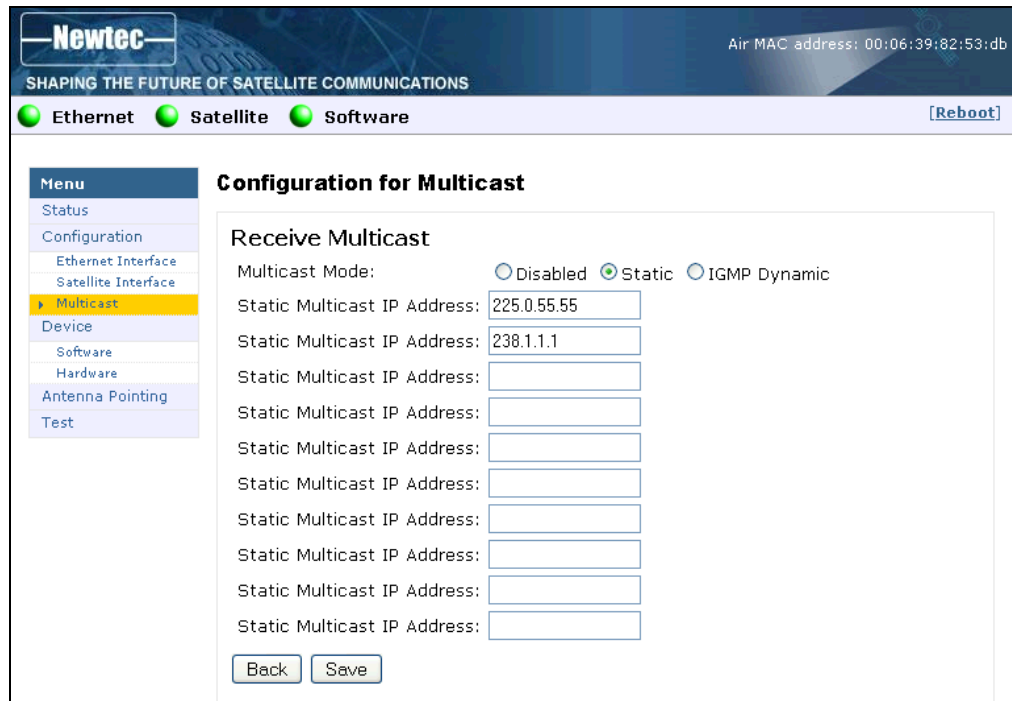 Newtec
Air MAC address: 00:06:39:82:53:db
SHAPING THE FUTURE OF SATELLITE COMMUNICATIONS
Ethernet Satellite Software [Reboot]
Menu
Status
Configuration
Ethernet Interface
Satellite Interface
Multicast
Device
Software
Hardware
Antenna Pointing
Test
Configuration for Multicast
Receive Multicast
Multicast Mode: Disabled Static IGMP Dynamic
Static Multicast IP Address: 225.0.55.55
Static Multicast IP Address: 238.1.1.1
Static Multicast IP Address:
Static Multicast IP Address:
Static Multicast IP Address:
Static Multicast IP Address:
Static Multicast IP Address:
Static Multicast IP Address:
Static Multicast IP Address:
Static Multicast IP Address:
Back Save